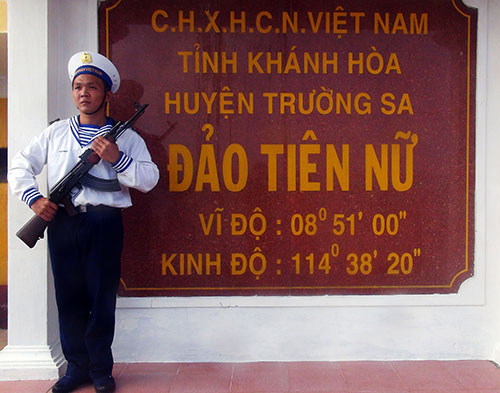 C.H.X.H.C.N.VIỆT NAM
TỈNH KHÁNH HÒA
HUYỆN TRƯỜNG SA
ĐẢO TIÊN NỮ
VĨ ĐỘ : 08⁰ 51' 00"
KINH ĐỘ : 114⁰ 38' 20"